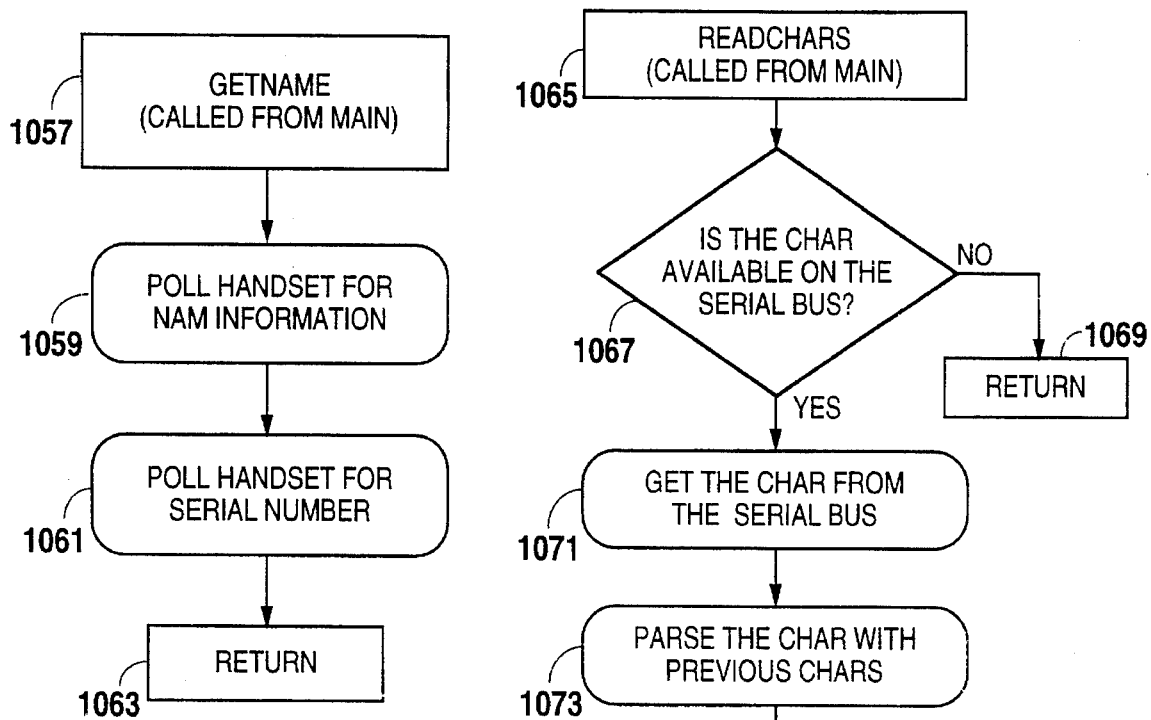 GETNAME
(CALLED FROM MAIN)
1057
POLL HANDSET FOR
NAM INFORMATION
1059
POLL HANDSET FOR
SERIAL NUMBER
1061
RETURN
1063
READCHARS
(CALLED FROM MAIN)
1065
IS THE CHAR
AVAILABLE ON THE
SERIAL BUS?
1067
NO
1069
RETURN
YES
GET THE CHAR FROM
THE SERIAL BUS
1071
PARSE THE CHAR WITH
PREVIOUS CHARS
1073